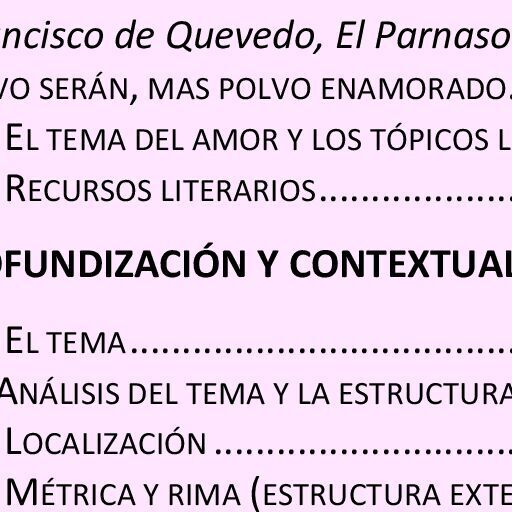 ncisco de Quevedo, El Parnaso
VO SERÁN, MAS POLVO ENAMORADO.
EL TEMA DEL AMOR Y LOS TÓPICOS L
RECURSOS LITERARIOS...................
OFUNDIZACIÓN Y CONTEXTUAL
EL TEMA..................................
ANÁLISIS DEL TEMA Y LA ESTRUCTURA
LOCALIZACIÓN..........................
MÉTRICA Y RIMA (ESTRUCTURA EXTE